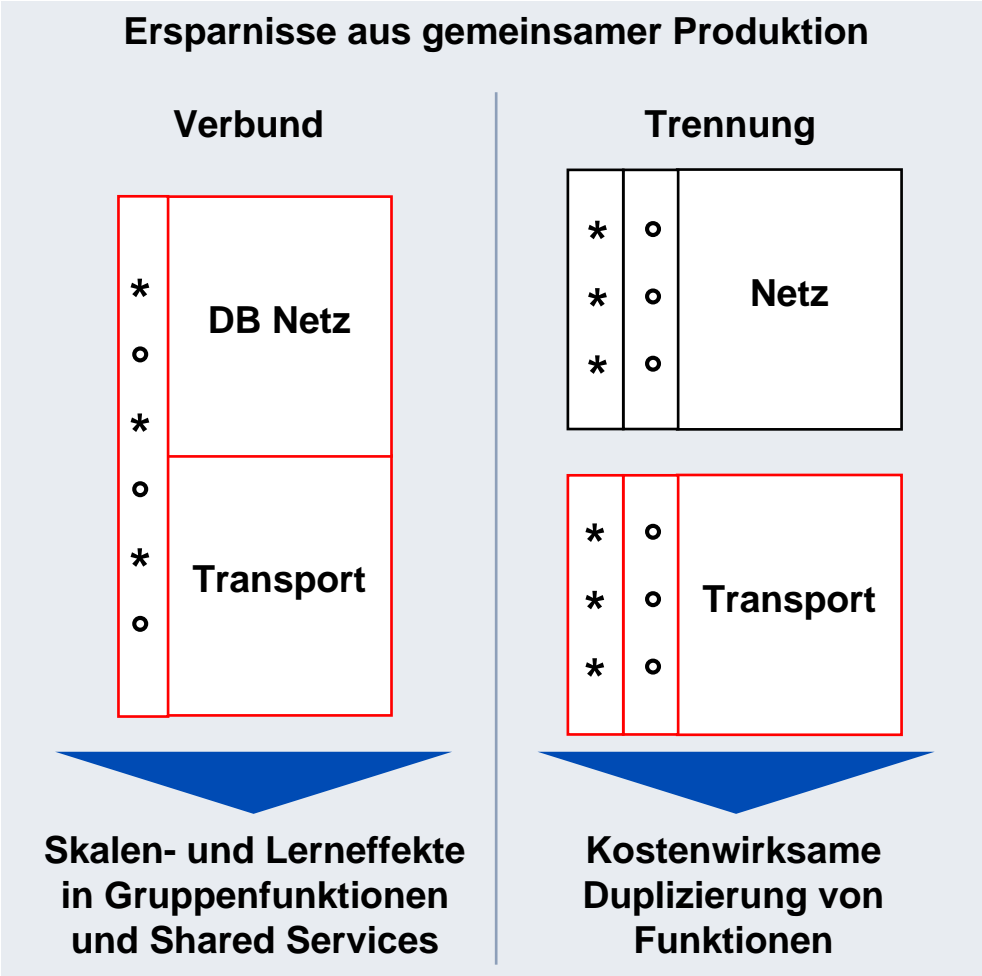 Ersparnisse aus gemeinsamer Produktion
Verbund
*
°
*
°
*
°
DB Netz
Transport
Skalen- und Lerneffekte
in Gruppenfunktionen
und Shared Services
Trennung
* °
* °
* °
Netz
* °
* °
* °
Transport
Kostenwirksame
Duplizierung von
Funktionen